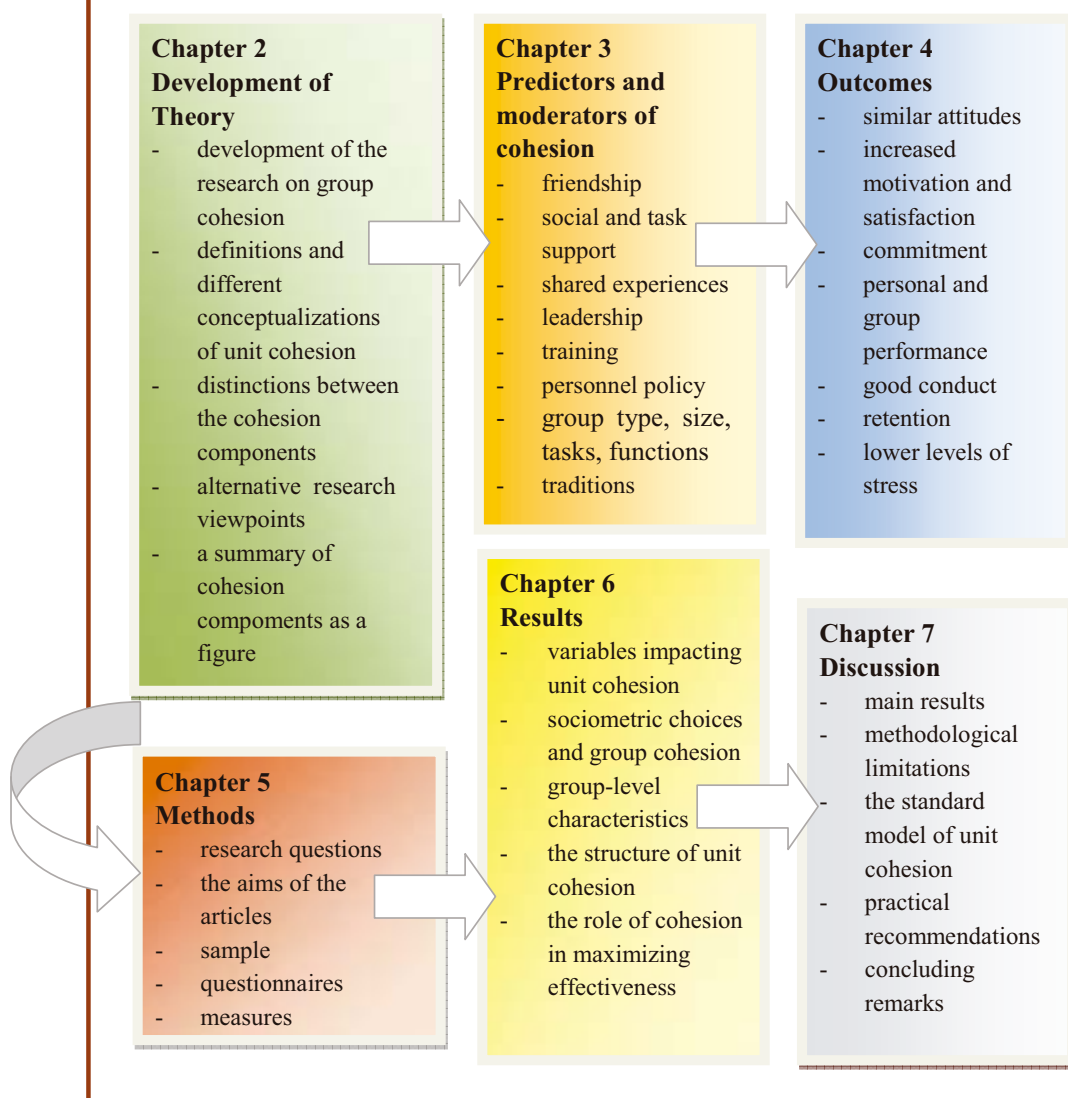 Chapter 2
Development of
Theory
- development of the
research on group
cohesion
- definitions and
different
conceptualizations
of unit cohesion
- distinctions between
the cohesion
components
- alternative research
viewpoints
- a summary of
cohesion
compoments as a
figure
Chapter 3
Predictors and
moderators of
cohesion
- friendship
- social and task
support
- shared experiences
- leadership
- training
- personnel policy
- group type, size,
tasks, functions
- traditions
Chapter 4
Outcomes
- similar attitudes
- increased
motivation and
satisfaction
- commitment
- personal and
group
performance
- good conduct
- retention
- lower levels of
stress
Chapter 5
Methods
- research questions
- the aims of the
articles
- sample
- questionnaires
- measures
Chapter 6
Results
- variables impacting
unit cohesion
- sociometric choices
and group cohesion
- group-level
characteristics
- the structure of unit
cohesion
- the role of cohesion
in maximizing
effectiveness
Chapter 7
Discussion
- main results
- methodological
limitations
- the standard
model of unit
cohesion
- practical
recommendations
- concluding
remarks